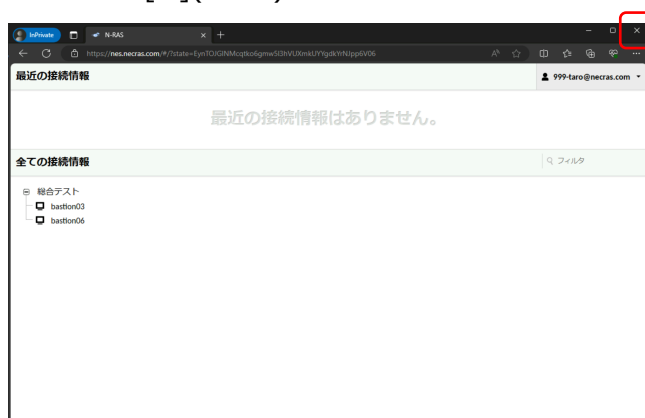 InPrivate
N-RAS
https://nes.necras.com/#/?state=
最近の接続情報
999-taro@necras.com
最近の接続情報はありません。
全ての接続情報
フィルタ
総合テスト
bastion03
bastion06